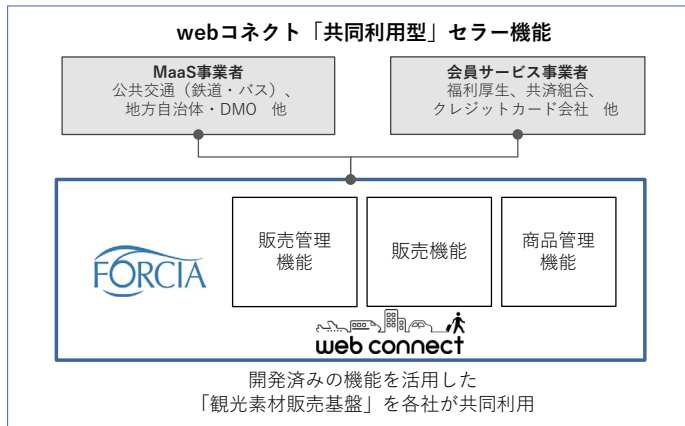 webコネクト「共同利用型」セラー機能
MaaS事業者
公共交通（鉄道・バス）、
地方自治体・DMO　他
会員サービス事業者
福利厚生、共済組合、
クレジットカード会社　他
FORCIA
販売管理
機能
販売機能
商品管理
機能
web connect
開発済みの機能を活用した
「観光素材販売基盤」を各社が共同利用